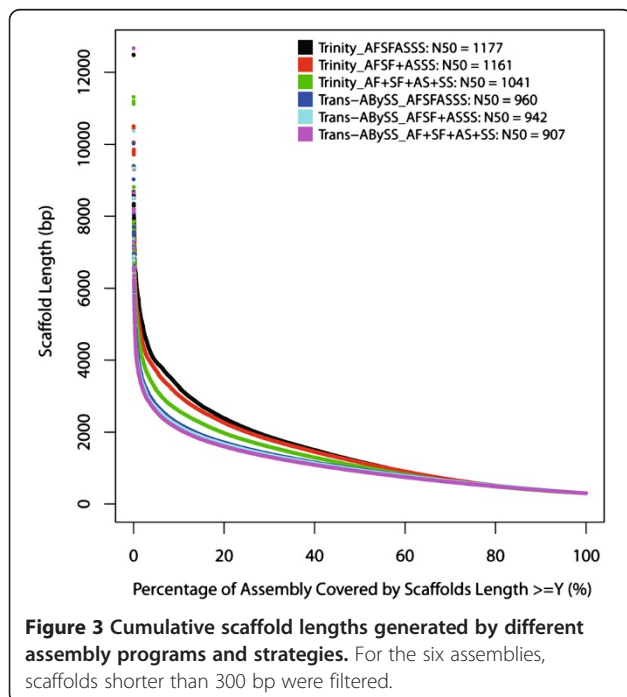 Trinity_AFSFASSS: N50 = 1177
Trinity_AFSF+ASSS: N50 = 1161
Trinity_AF+SF+AS+SS: N50 = 1041
Trans−ABySS_AFSFASSS: N50 = 960
Trans−ABySS_AFSF+ASSS: N50 = 942
Trans−ABySS_AF+SF+AS+SS: N50 = 907
Scaffold Length (bp)
12000
10000
8000
6000
4000
2000
0
0 20 40 60 80 100
Percentage of Assembly Covered by Scaffolds Length >=Y (%)
Figure 3 Cumulative scaffold lengths generated by different
assembly programs and strategies. For the six assemblies,
scaffolds shorter than 300 bp were filtered.